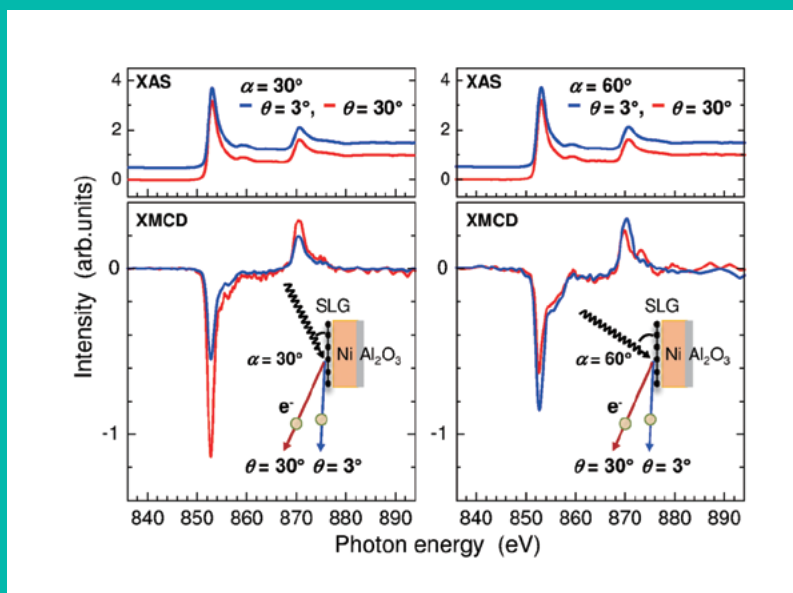 XAS
α = 30°
θ = 3°, θ = 30°
4
2
0
XAS
α = 60°
θ = 3°, θ = 30°
Intensity (arb.units)
XMCD
0
-1
SLG
α = 30°
Ni Al₂O₃
e⁻
θ = 30° θ = 3°
XMCD
SLG
α = 60°
Ni Al₂O₃
e⁻
θ = 30° θ = 3°
840 850 860 870 880 890
840 850 860 870 880 890
Photon energy (eV)